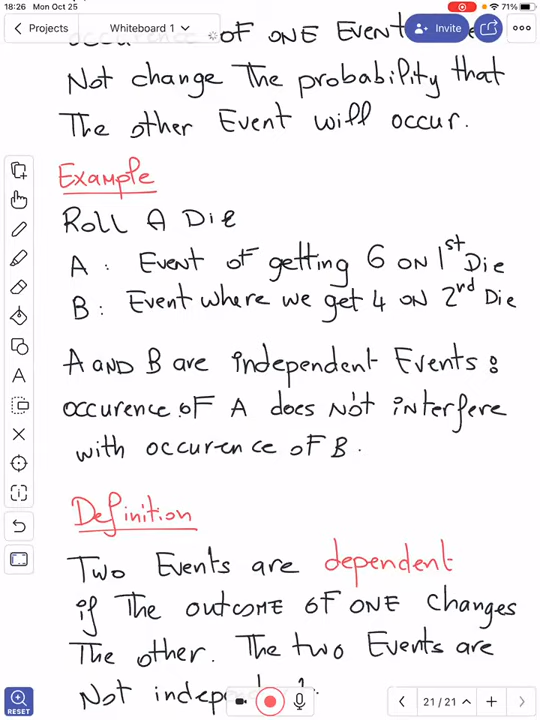 18:26 Mon Oct 25
71%
Projects
Whiteboard 1
Invite
OF ONE Event
Not change The probability that
The other Event will occur.
Example
Roll A Die
A : Event of getting 6 ON 1st Die
B : Event where we get 4 ON 2nd Die
A AND B are independent Events :
occurence of A does NOT interfere
with occurence of B.
Definition
Two Events are dependent
if The outcome of ONE changes
The other. The two Events are
Not
RESET
21/21